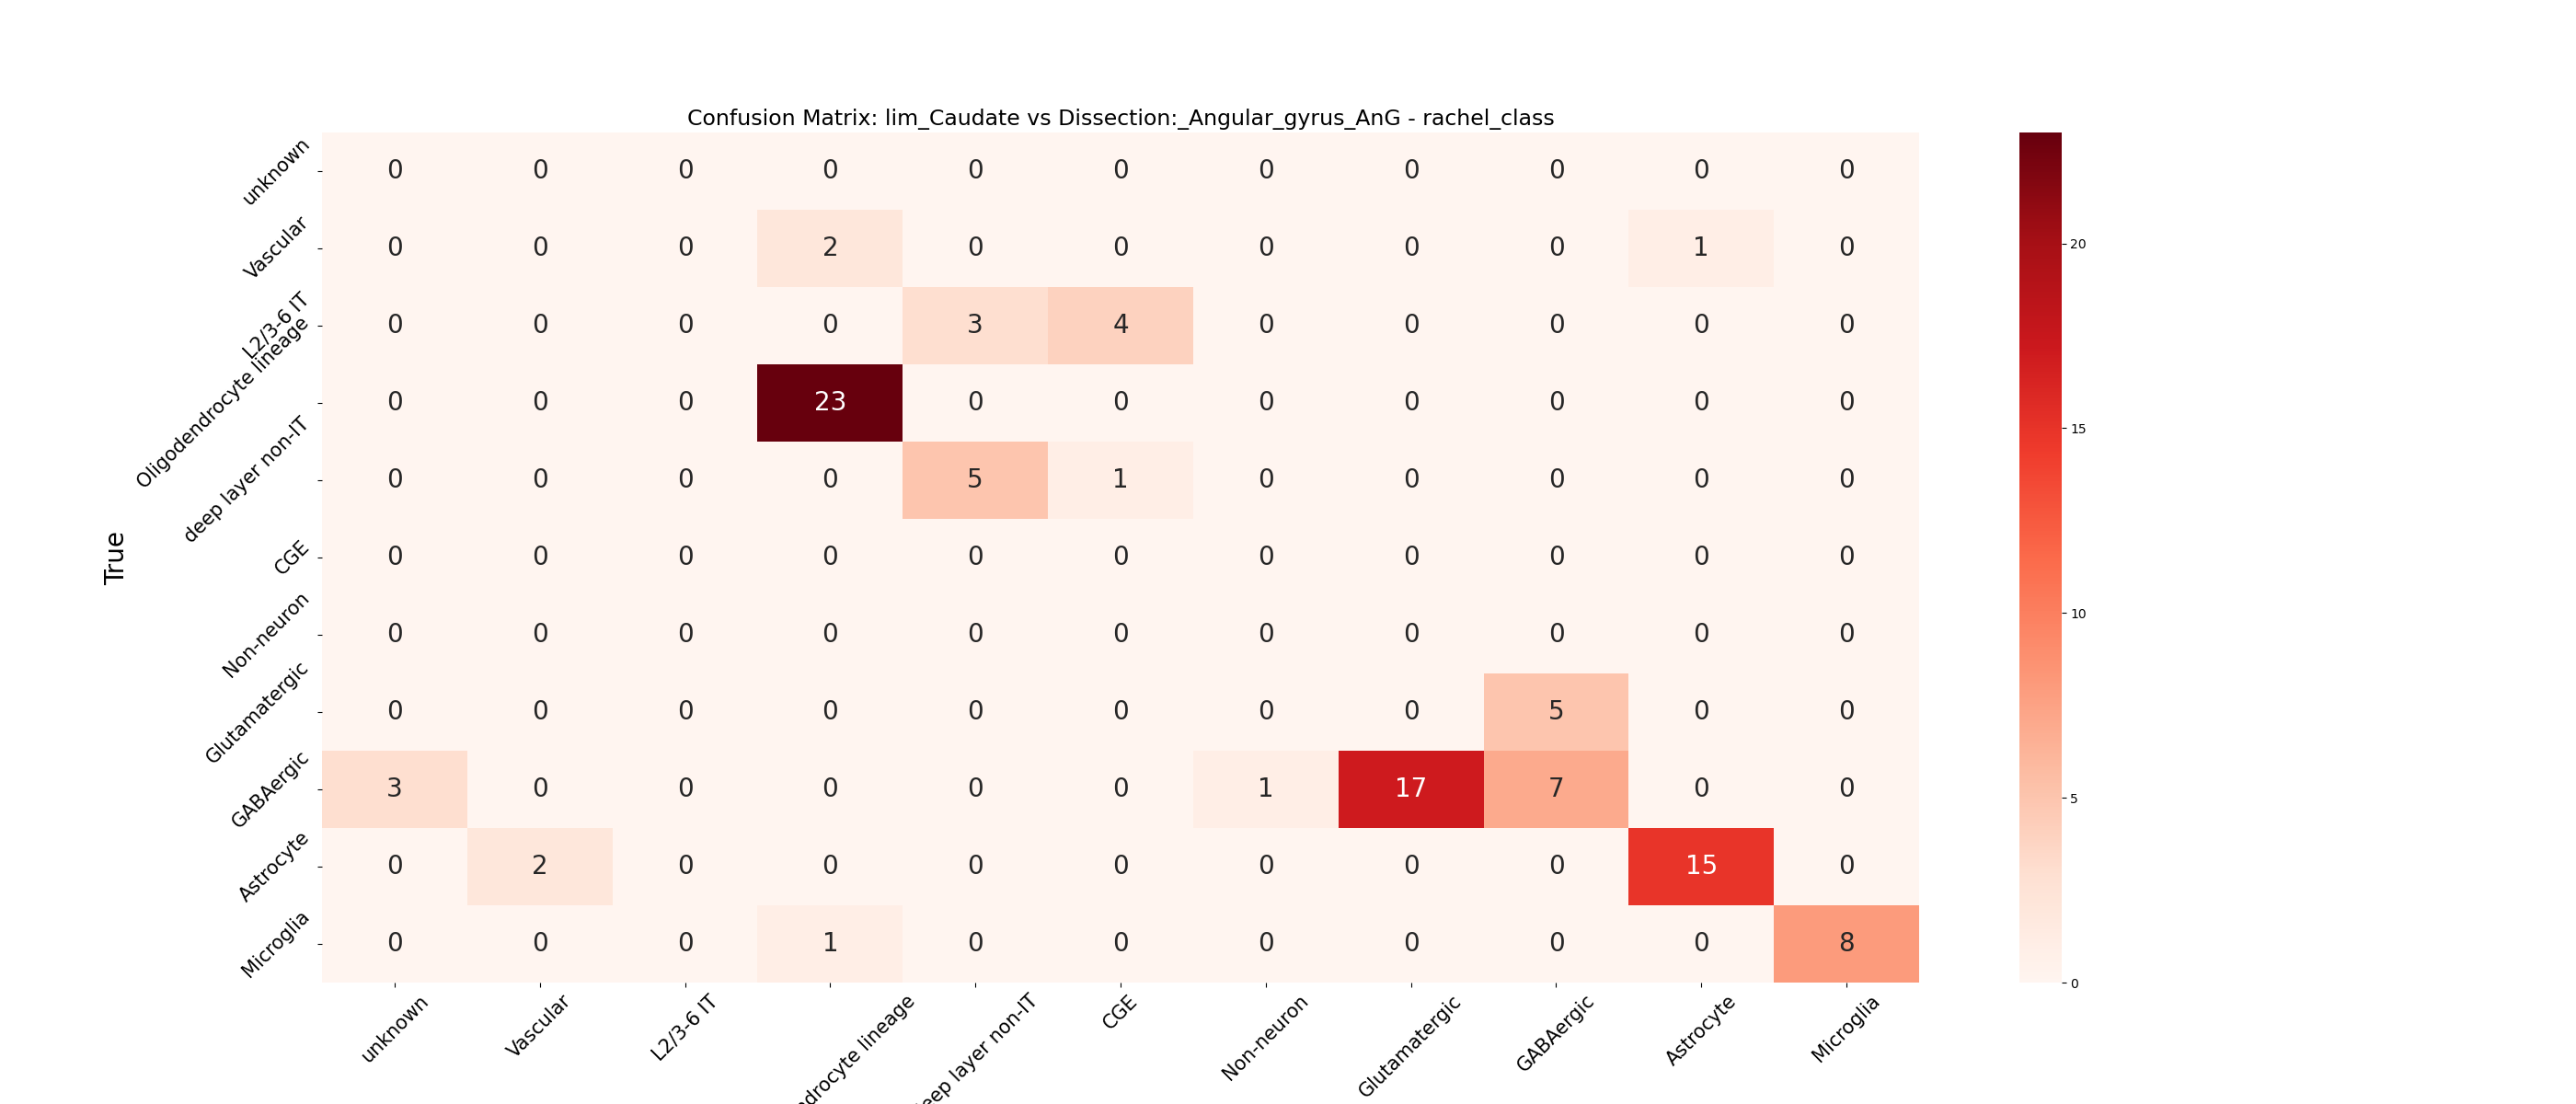 Confusion Matrix: lim_Caudate vs Dissection:_Angular_gyrus_AnG - rachel_class
unknown 0 0 0 0 0 0 0 0 0 0 0
Vascular 0 0 0 2 0 0 0 0 0 1 0
L2/3-6 IT 0 0 0 0 3 4 0 0 0 0 0
Oligodendrocyte lineage 0 0 0 23 0 0 0 0 0 0 0
deep layer non-IT 0 0 0 0 5 1 0 0 0 0 0
CGE 0 0 0 0 0 0 0 0 0 0 0
Non-neuron 0 0 0 0 0 0 0 0 0 0 0
Glutamatergic 0 0 0 0 0 0 0 0 5 0 0
GABAergic 3 0 0 0 0 0 1 17 7 0 0
Astrocyte 0 2 0 0 0 0 0 0 0 15 0
Microglia 0 0 0 1 0 0 0 0 0 0 8
True
unknown Vascular L2/3-6 IT ndrocyte lineage eep layer non-IT CGE Non-neuron Glutamatergic GABAergic Astrocyte Microglia
20
15
10
5
0